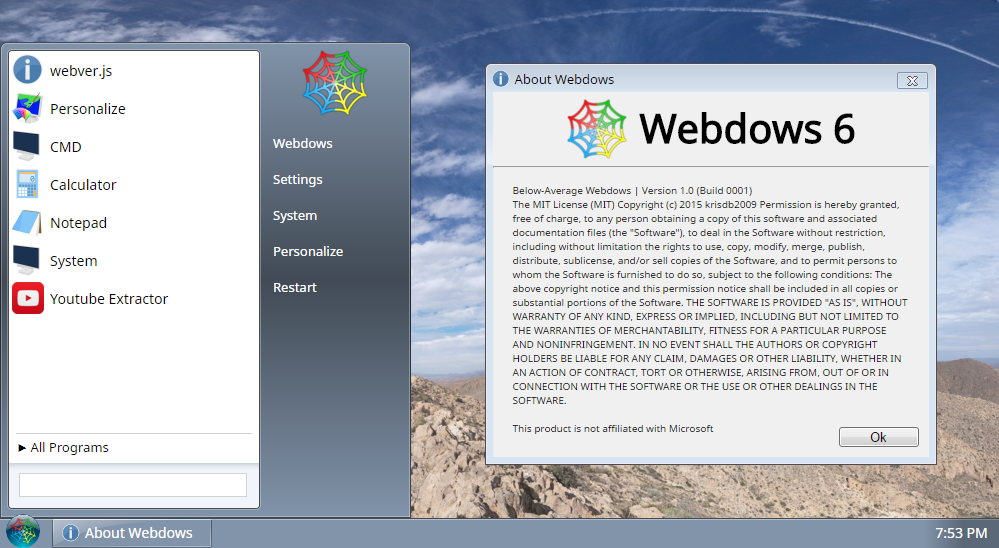 webver.js
Personalize
CMD
Calculator
Notepad
System
Youtube Extractor
▶ All Programs
Webdows
Settings
System
Personalize
Restart
About Webdows
Webdows 6
Below-Average Webdows | Version 1.0 (Build 0001)
The MIT License (MIT) Copyright (c) 2015 krisdb2009 Permission is hereby granted,
free of charge, to any person obtaining a copy of this software and associated
documentation files (the "Software"), to deal in the Software without restriction,
including without limitation the rights to use, copy, modify, merge, publish,
distribute, sublicense, and/or sell copies of the Software, and to permit persons to
whom the Software is furnished to do so, subject to the following conditions: The
above copyright notice and this permission notice shall be included in all copies or
substantial portions of the Software. THE SOFTWARE IS PROVIDED "AS IS", WITHOUT
WARRANTY OF ANY KIND, EXPRESS OR IMPLIED, INCLUDING BUT NOT LIMITED TO
THE WARRANTIES OF MERCHANTABILITY, FITNESS FOR A PARTICULAR PURPOSE
AND NONINFRINGEMENT. IN NO EVENT SHALL THE AUTHORS OR COPYRIGHT
HOLDERS BE LIABLE FOR ANY CLAIM, DAMAGES OR OTHER LIABILITY, WHETHER IN
AN ACTION OF CONTRACT, TORT OR OTHERWISE, ARISING FROM, OUT OF OR IN
CONNECTION WITH THE SOFTWARE OR THE USE OR OTHER DEALINGS IN THE
SOFTWARE.
This product is not affiliated with Microsoft
Ok
About Webdows
7:53 PM